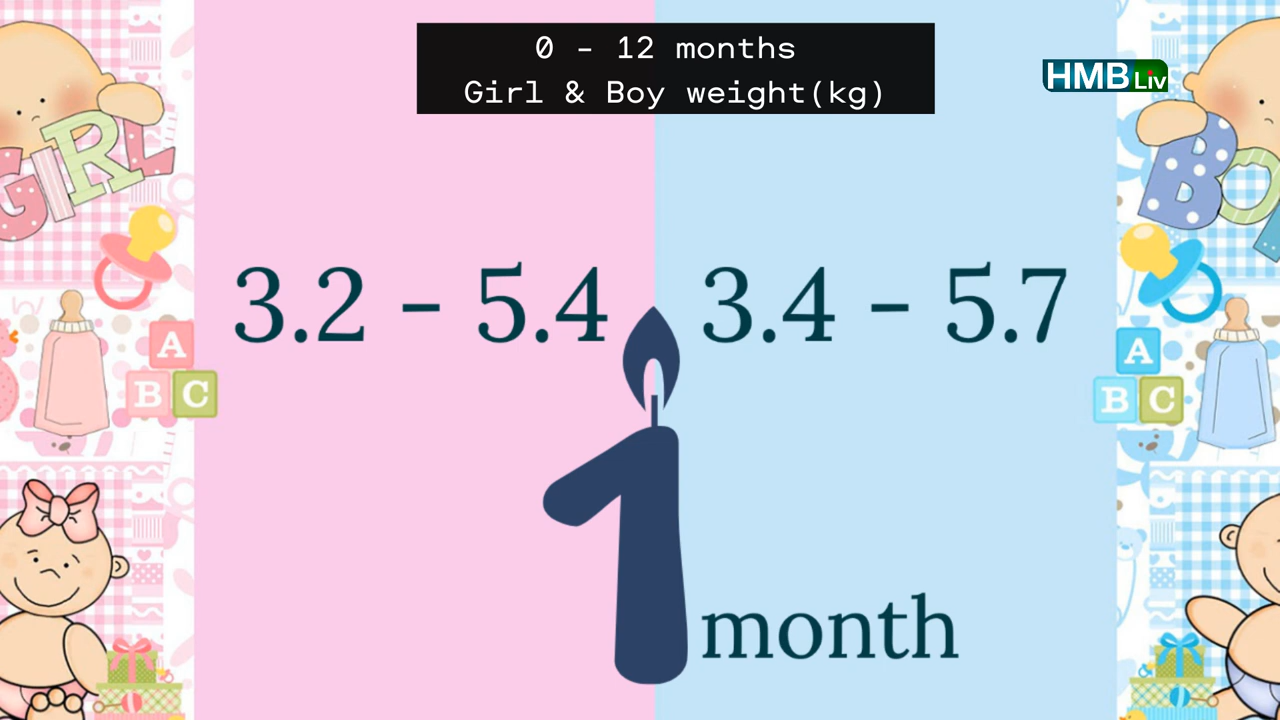 0 – 12 months
Girl & Boy weight(kg)
HMB Liv
GIRL
BOY
3.2 – 5.4
3.4 – 5.7
A
B C
A
B C
1 month